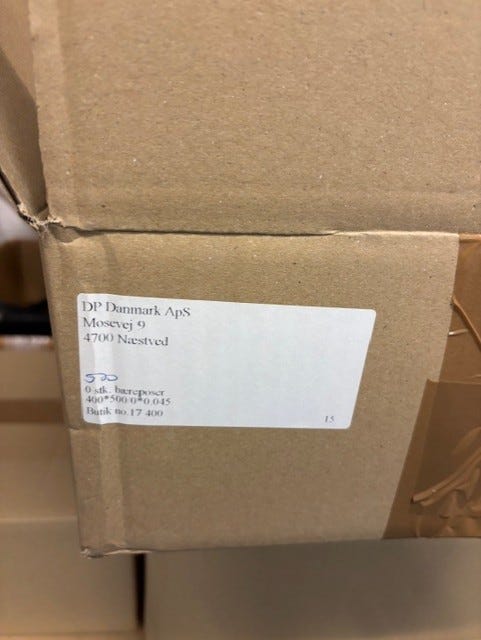 DP Danmark ApS
Mosevej 9
4700 Næstved
500
0 stk. bæreposer
400*500/0*0.045
Butik no.17 400
15